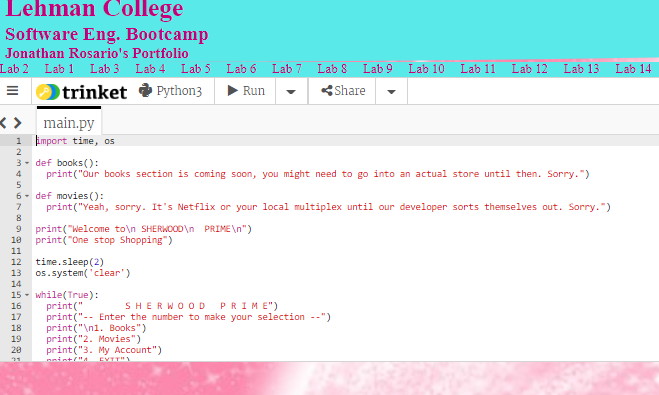 Lehman College
Software Eng. Bootcamp
Jonathan Rosario's Portfolio
Lab 2 Lab 1 Lab 3 Lab 4 Lab 5 Lab 6 Lab 7 Lab 8 Lab 9 Lab 10 Lab 11 Lab 12 Lab 13 Lab 14
trinket Python3 Run Share
main.py
1 import time, os
2
3 def books():
4 print("Our books section is coming soon, you might need to go into an actual store until then. Sorry.")
5
6 def movies():
7 print("Yeah, sorry. It's Netflix or your local multiplex until our developer sorts themselves out. Sorry.")
8
9 print("Welcome to\n SHERWOOD\n  PRIME\n")
10 print("One stop Shopping")
11
12 time.sleep(2)
13 os.system('clear')
14
15 while(True):
16 print("        S H E R W O O D   P R I M E")
17 print("-- Enter the number to make your selection --")
18 print("\n1. Books")
19 print("2. Movies")
20 print("3. My Account")
21 print("4. EXIT")